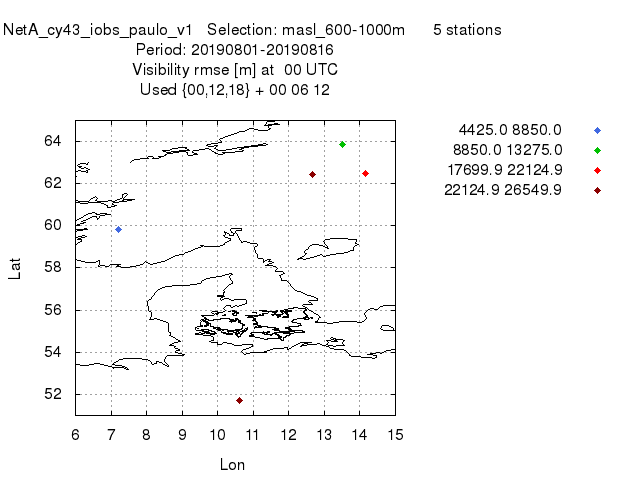 NetA_cy43_iobs_paulo_v1 Selection: masl_600-1000m 5 stations
Period: 20190801-20190816
Visibility rmse [m] at 00 UTC
Used {00,12,18} + 00 06 12
4425.0 8850.0
8850.0 13275.0
17699.9 22124.9
22124.9 26549.9
Lat
64
62
60
58
56
54
52
6 7 8 9 10 11 12 13 14 15
Lon